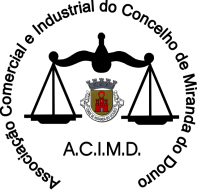 Associação Comercial e Industrial do Concelho de Miranda do Douro
A.C.I.M.D.